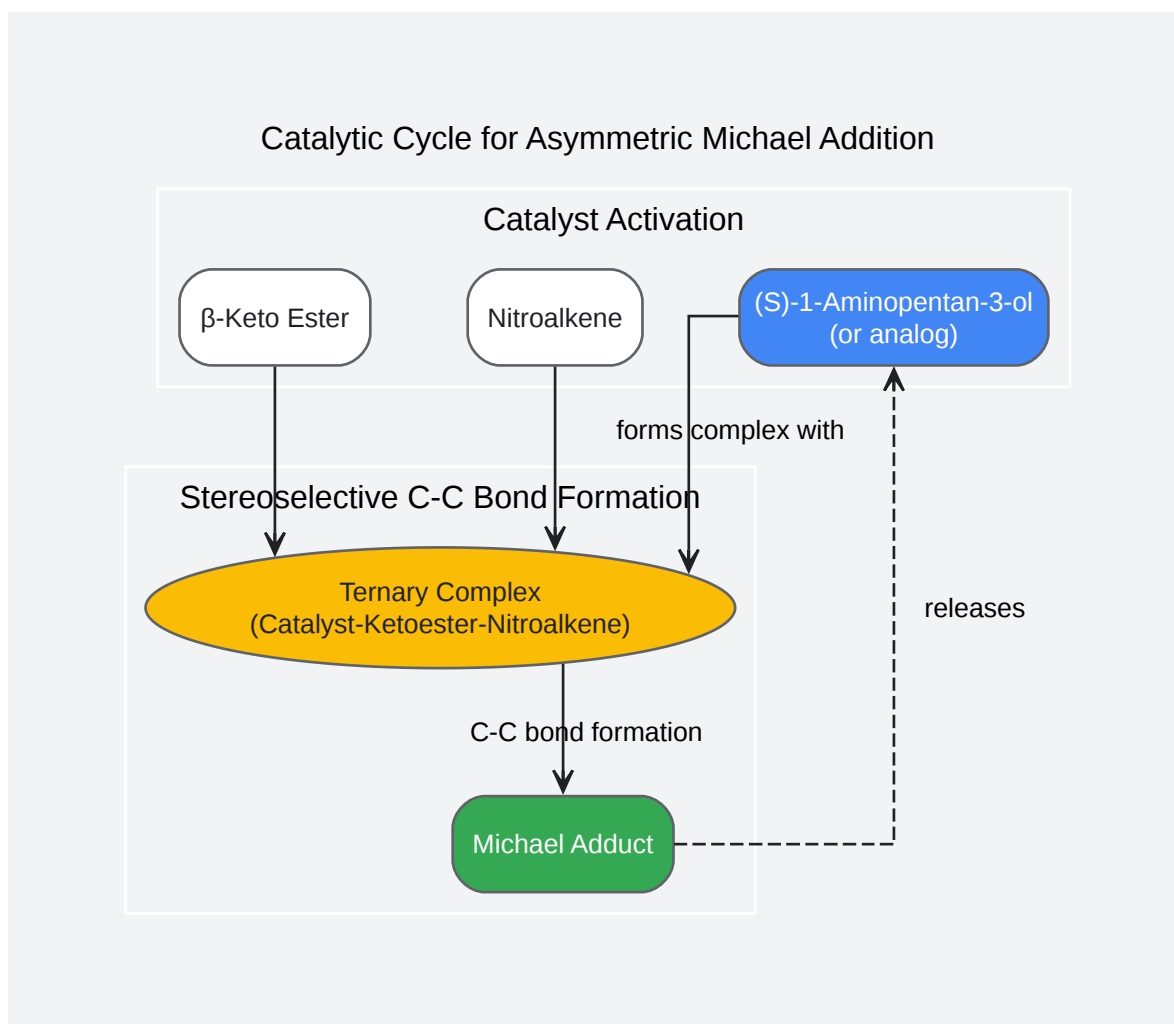 Catalytic Cycle for Asymmetric Michael Addition
Catalyst Activation
β-Keto Ester
Nitroalkene
(S)-1-Aminopentan-3-ol
(or analog)
forms complex with
Stereoselective C-C Bond Formation
Ternary Complex
(Catalyst-Ketoester-Nitroalkene)
releases
C-C bond formation
Michael Adduct